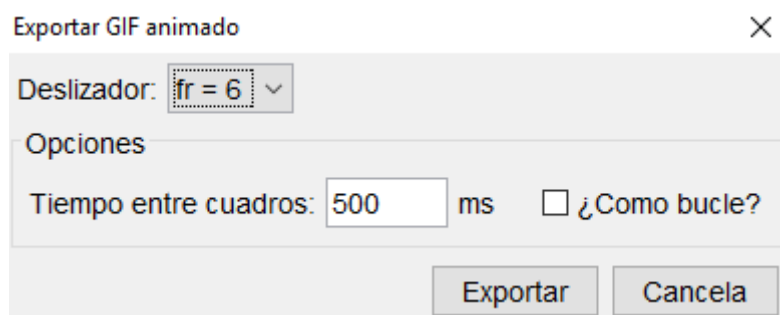 Exportar GIF animado
Deslizador: fr = 6
Opciones
Tiempo entre cuadros: 500 ms ¿Como bucle?
Exportar Cancela